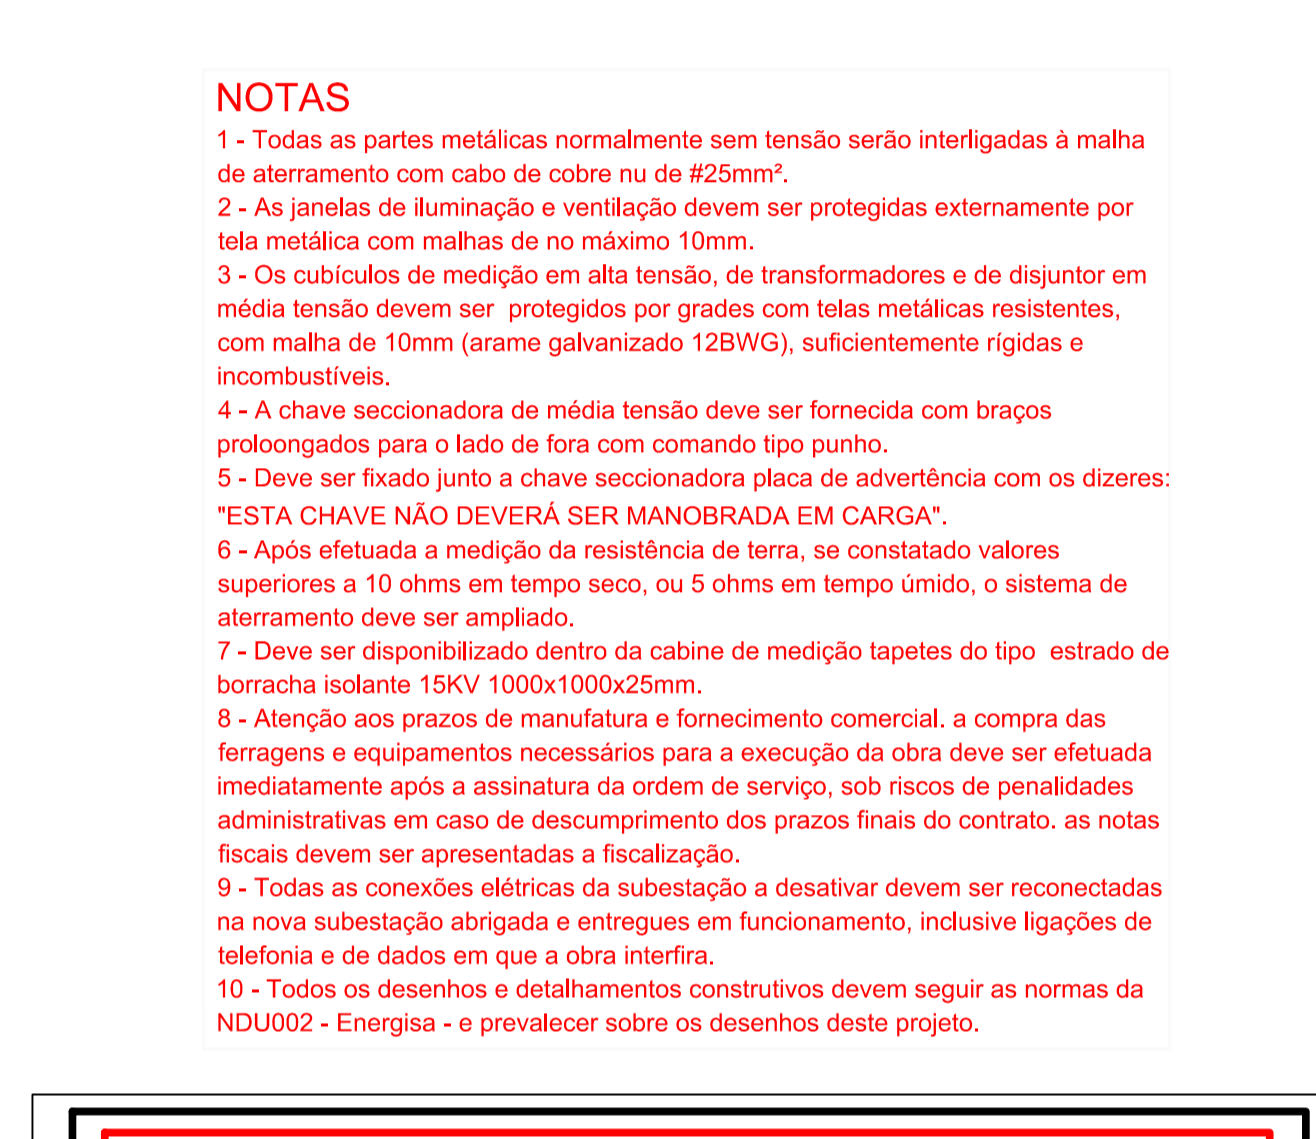 NOTAS
1 - Todas as partes metálicas normalmente sem tensão serão interligadas à malha
de aterramento com cabo de cobre nu de #25mm².
2 - As janelas de iluminação e ventilação devem ser protegidas externamente por
tela metálica com malhas de no máximo 10mm.
3 - Os cubículos de medição em alta tensão, de transformadores e de disjuntor em
média tensão devem ser  protegidos por grades com telas metálicas resistentes,
com malha de 10mm (arame galvanizado 12BWG), suficientemente rígidas e
incombustíveis.
4 - A chave seccionadora de média tensão deve ser fornecida com braços
proloongados para o lado de fora com comando tipo punho.
5 - Deve ser fixado junto a chave seccionadora placa de advertência com os dizeres:
"ESTA CHAVE NÃO DEVERÁ SER MANOBRADA EM CARGA".
6 - Após efetuada a medição da resistência de terra, se constatado valores
superiores a 10 ohms em tempo seco, ou 5 ohms em tempo úmido, o sistema de
aterramento deve ser ampliado.
7 - Deve ser disponibilizado dentro da cabine de medição tapetes do tipo  estrado de
borracha isolante 15KV 1000x1000x25mm.
8 - Atenção aos prazos de manufatura e fornecimento comercial. a compra das
ferragens e equipamentos necessários para a execução da obra deve ser efetuada
imediatamente após a assinatura da ordem de serviço, sob riscos de penalidades
administrativas em caso de descumprimento dos prazos finais do contrato. as notas
fiscais devem ser apresentadas a fiscalização.
9 - Todas as conexões elétricas da subestação a desativar devem ser reconectadas
na nova subestação abrigada e entregues em funcionamento, inclusive ligações de
telefonia e de dados em que a obra interfira.
10 - Todos os desenhos e detalhamentos construtivos devem seguir as normas da
NDU002 - Energisa - e prevalecer sobre os desenhos deste projeto.